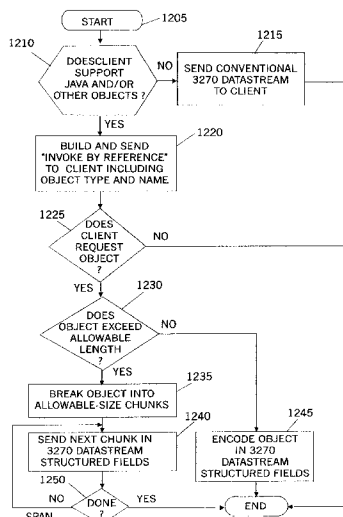 START
1205
1210
DOESCLIENT
SUPPORT
JAVA AND/OR
OTHER OBJECTS ?
NO
1215
SEND CONVENTIONAL
3270 DATASTREAM
TO CLIENT
YES
1220
BUILD AND SEND
"INVOKE BY REFERENCE"
TO CLIENT INCLUDING
OBJECT TYPE AND NAME
1225
DOES
CLIENT
REQUEST
OBJECT
?
NO
YES
1230
DOES
OBJECT EXCEED
ALLOWABLE
LENGTH
?
NO
YES
1235
BREAK OBJECT INTO
ALLOWABLE-SIZE CHUNKS
1240
SEND NEXT CHUNK IN
3270 DATASTREAM
STRUCTURED FIELDS
1245
ENCODE OBJECT
IN 3270
DATASTREAM
STRUCTURED FIELDS
1250
NO
DONE
?
YES
END
SPAN